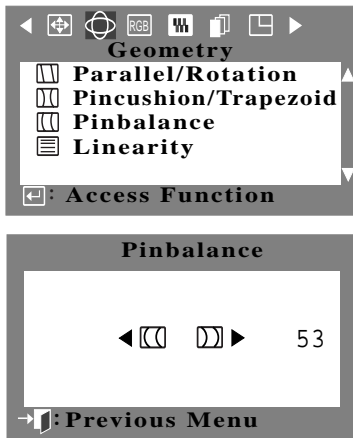 RGB
Geometry
Parallel/Rotation
Pincushion/Trapezoid
Pinbalance
Linearity
: Access Function
Pinbalance
53
:Previous Menu